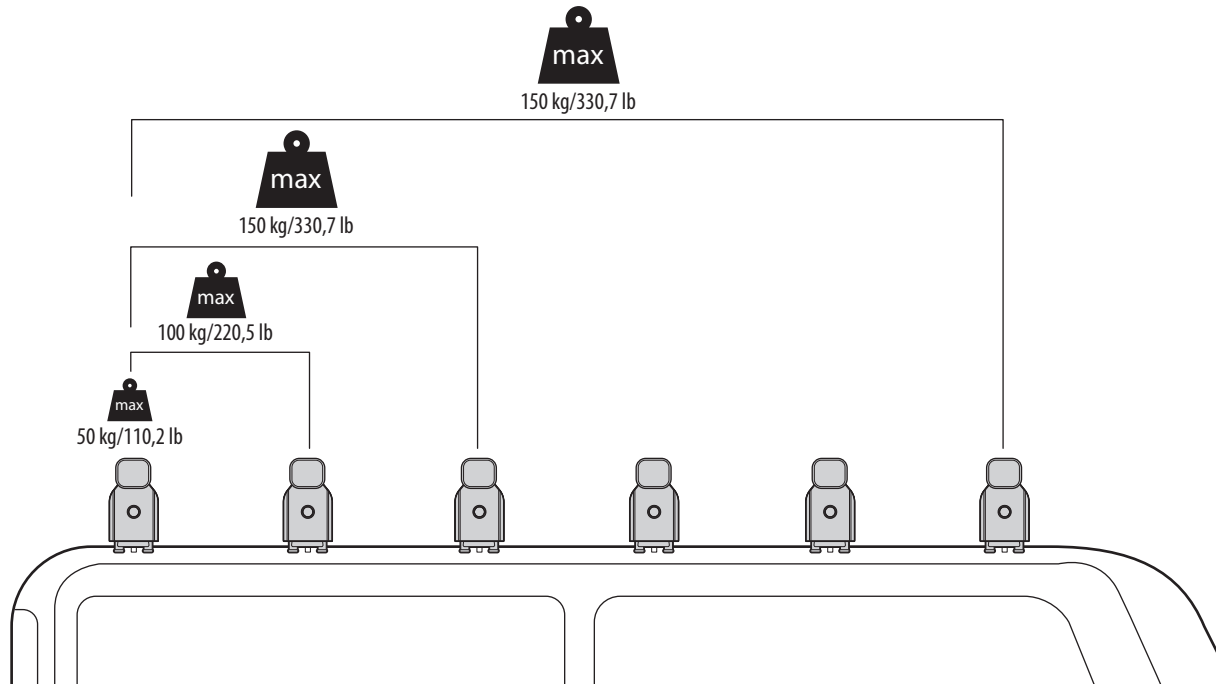 max
150 kg/330,7 lb
max
150 kg/330,7 lb
max
100 kg/220,5 lb
max
50 kg/110,2 lb